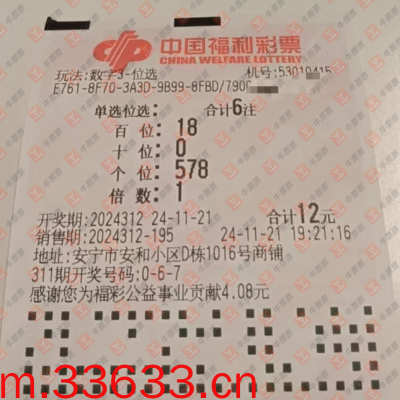 中国福利彩票
CHINA WELFARE LOTTERY
玩法:数字3-位选 机号:53019415
E761-8F70-3A3D-9B99-8FBD/790
单选位选: 合计6注
百 位: 18
十 位: 0
个 位: 578
倍 数: 1
开奖期:2024312 24-11-21 合计12元
销售期:2024312-195 24-11-21 19:21:16
地址:安宁市安和小区D栋1016号商铺
311期开奖号码:0-6-7
感谢您为福彩公益事业贡献4.08元
m.33633.cn